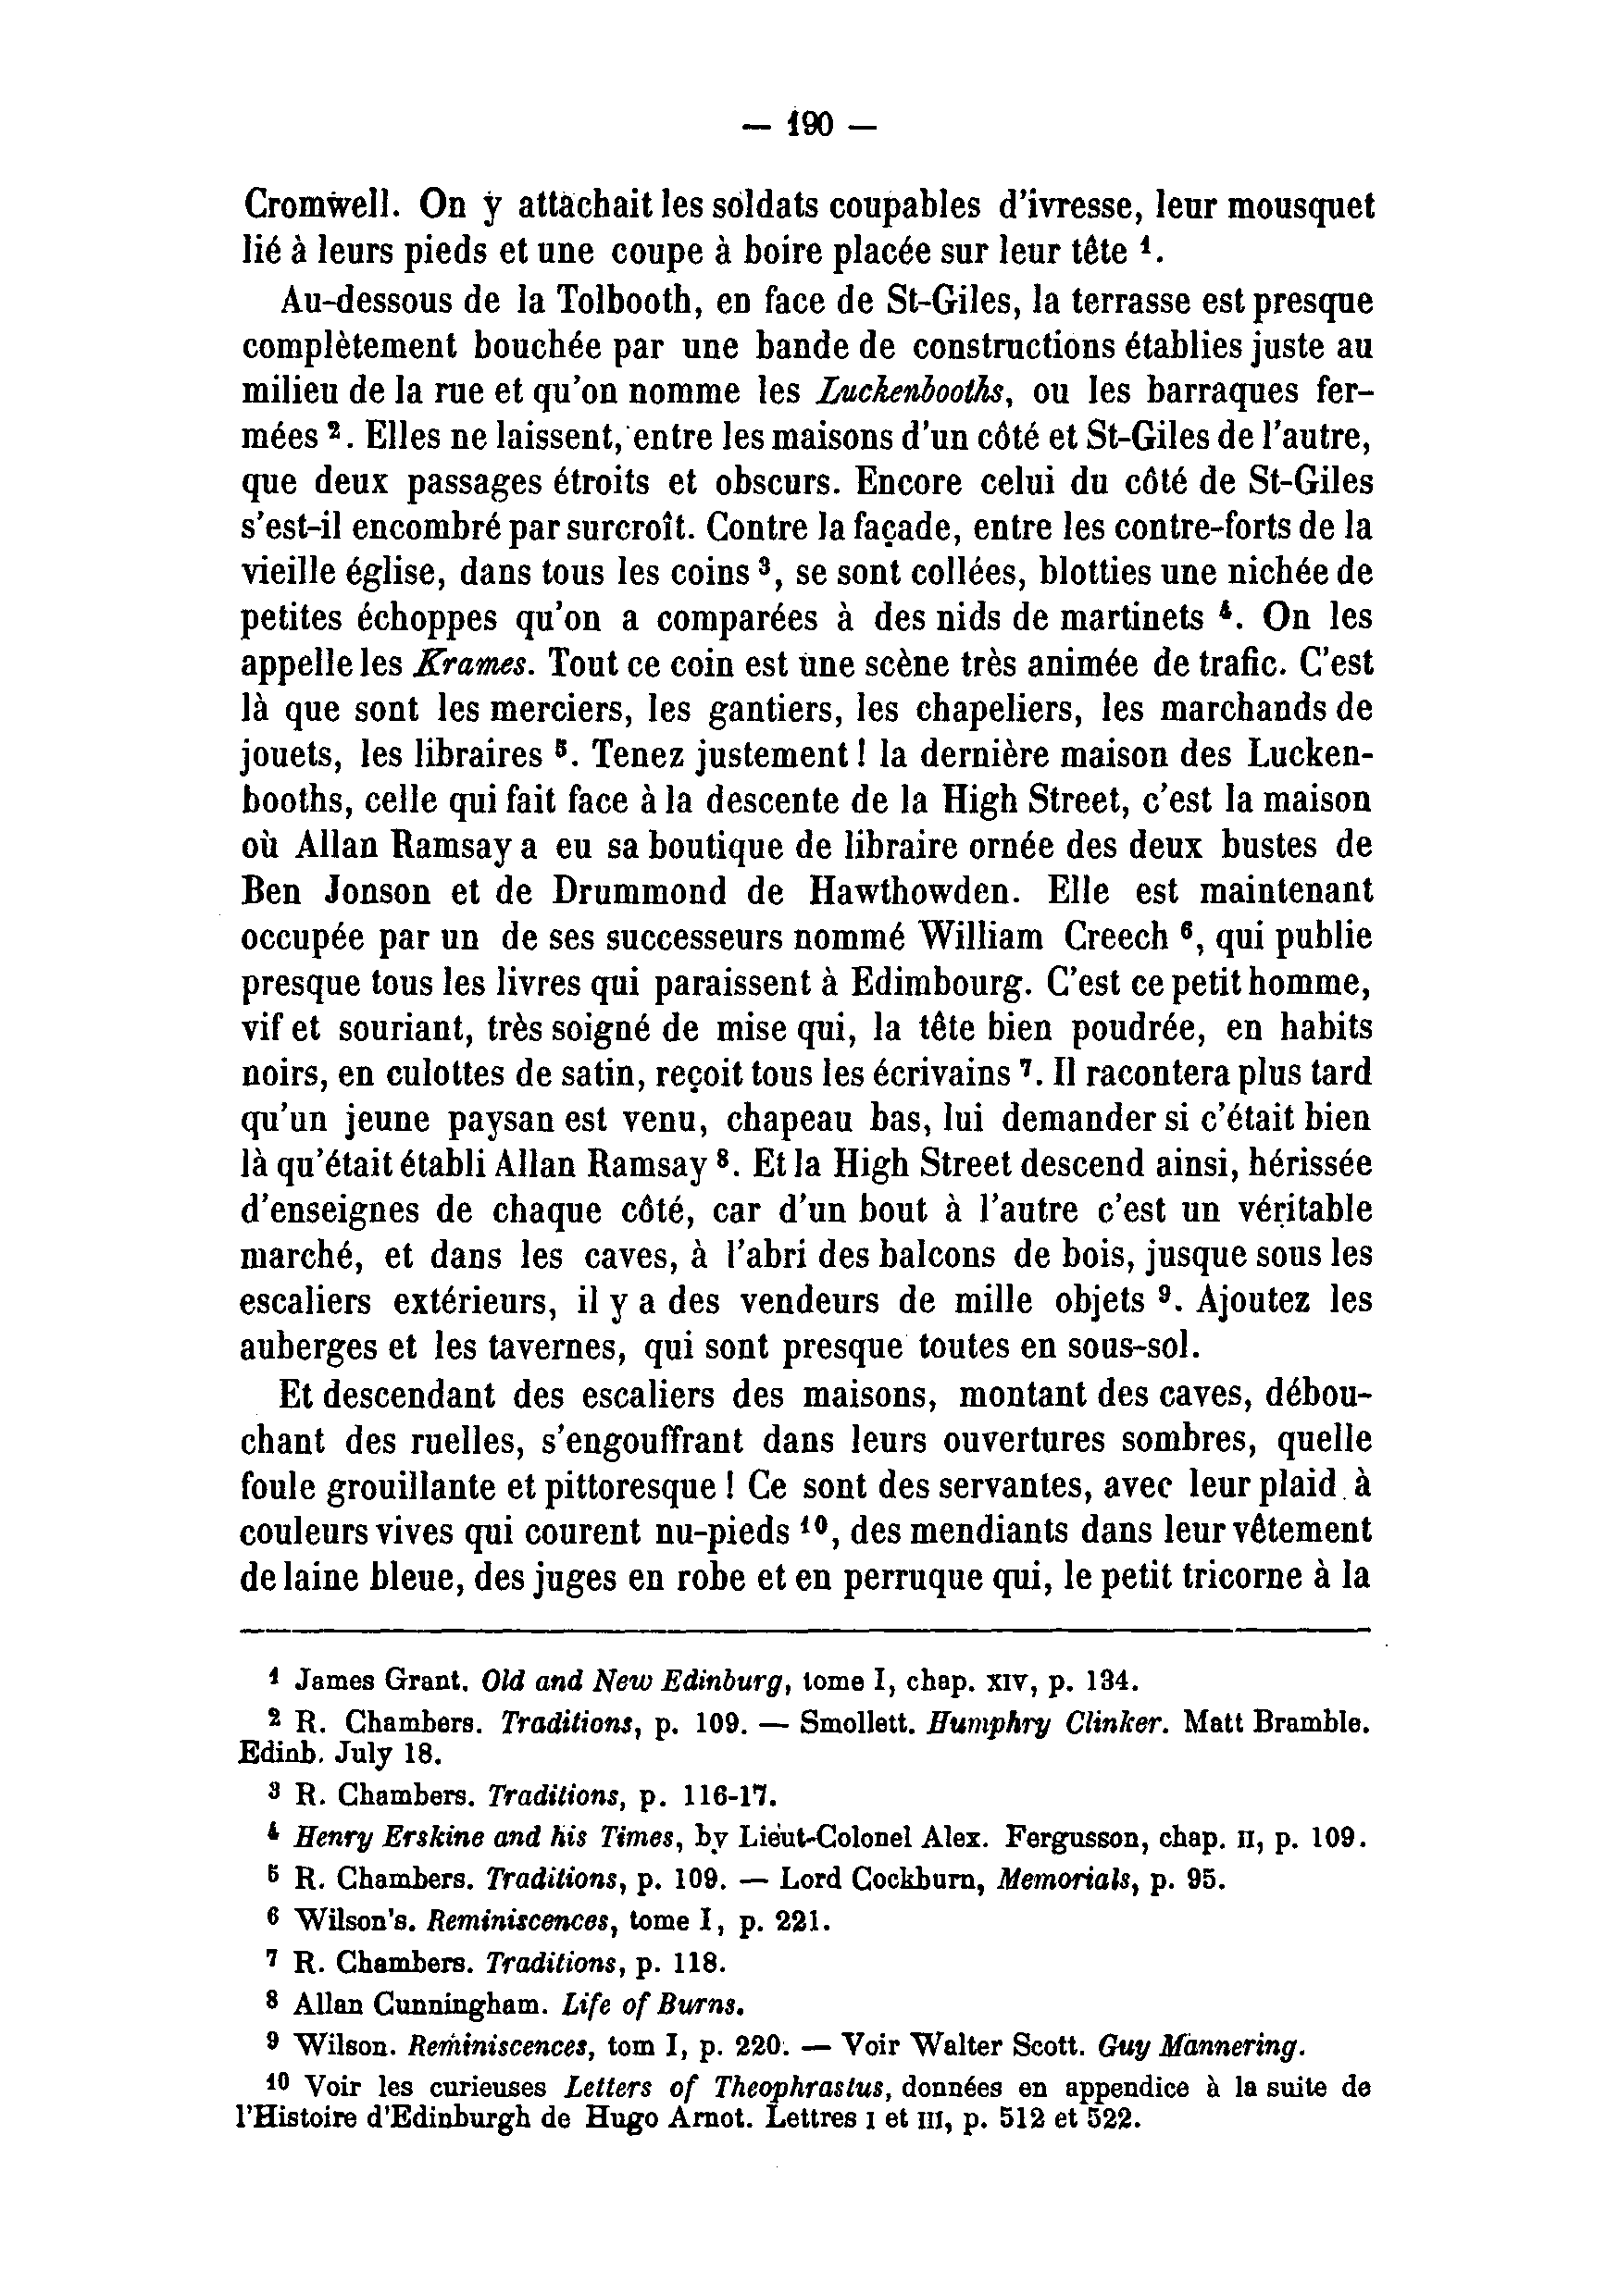 — 190 —
Cromwell. On y attachait les soldats coupables d'ivresse, leur mousquet
lié à leurs pieds et une coupe à boire placée sur leur tête ¹.
Au-dessous de la Tolbooth, en face de St-Giles, la terrasse est presque
complètement bouchée par une bande de constructions établies juste au
milieu de la rue et qu'on nomme les Luckenbooths, ou les barraques fer-
mées ². Elles ne laissent, entre les maisons d'un côté et St-Giles de l'autre,
que deux passages étroits et obscurs. Encore celui du côté de St-Giles
s'est-il encombré par surcroît. Contre la façade, entre les contre-forts de la
vieille église, dans tous les coins ³, se sont collées, blotties une nichée de
petites échoppes qu'on a comparées à des nids de martinets ⁴. On les
appelle les Krames. Tout ce coin est une scène très animée de trafic. C'est
là que sont les merciers, les gantiers, les chapeliers, les marchands de
jouets, les libraires ⁵. Tenez justement ! la dernière maison des Lucken-
booths, celle qui fait face à la descente de la High Street, c'est la maison
où Allan Ramsay a eu sa boutique de libraire ornée des deux bustes de
Ben Jonson et de Drummond de Hawthowden. Elle est maintenant
occupée par un de ses successeurs nommé William Creech ⁶, qui publie
presque tous les livres qui paraissent à Edimbourg. C'est ce petit homme,
vif et souriant, très soigné de mise qui, la tête bien poudrée, en habits
noirs, en culottes de satin, reçoit tous les écrivains ⁷. Il racontera plus tard
qu'un jeune paysan est venu, chapeau bas, lui demander si c'était bien
là qu'était établi Allan Ramsay ⁸. Et la High Street descend ainsi, hérissée
d'enseignes de chaque côté, car d'un bout à l'autre c'est un véritable
marché, et dans les caves, à l'abri des balcons de bois, jusque sous les
escaliers extérieurs, il y a des vendeurs de mille objets ⁹. Ajoutez les
auberges et les tavernes, qui sont presque toutes en sous-sol.
Et descendant des escaliers des maisons, montant des caves, débou-
chant des ruelles, s'engouffrant dans leurs ouvertures sombres, quelle
foule grouillante et pittoresque ! Ce sont des servantes, avec leur plaid à
couleurs vives qui courent nu-pieds ¹⁰, des mendiants dans leur vêtement
de laine bleue, des juges en robe et en perruque qui, le petit tricorne à la
¹ James Grant. Old and New Edinburg, tome I, chap. XIV, p. 134.
² R. Chambers. Traditions, p. 109. — Smollett. Humphry Clinker. Matt Bramble.
Edinb. July 18.
³ R. Chambers. Traditions, p. 116-17.
⁴ Henry Erskine and his Times, by Lieut-Colonel Alex. Fergusson, chap. II, p. 109.
⁵ R. Chambers. Traditions, p. 109. — Lord Cockburn, Memorials, p. 95.
⁶ Wilson's. Reminiscences, tome I, p. 221.
⁷ R. Chambers. Traditions, p. 118.
⁸ Allan Cunningham. Life of Burns.
⁹ Wilson. Reminiscences, tom I, p. 220. — Voir Walter Scott. Guy Mannering.
¹⁰ Voir les curieuses Letters of Theophrastus, données en appendice à la suite de
l'Histoire d'Edinburgh de Hugo Arnot. Lettres I et III, p. 512 et 522.